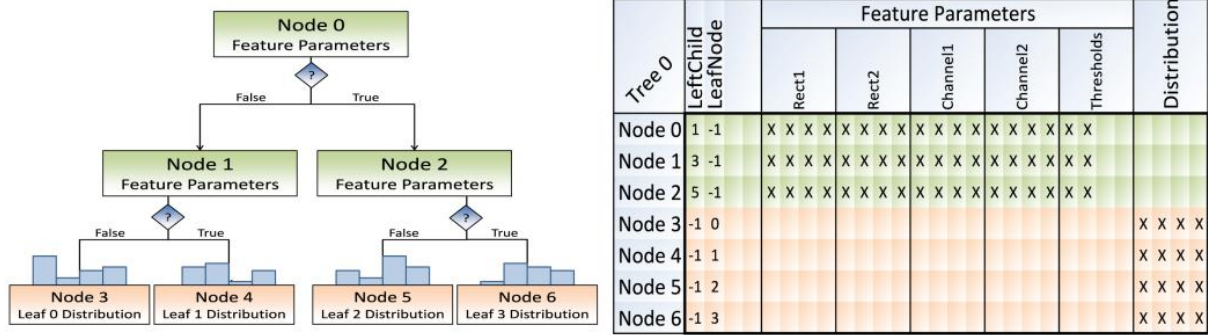 Node 0
Feature Parameters
?
False True
Node 1
Feature Parameters
Node 2
Feature Parameters
? ?
False True False True
Node 3
Leaf 0 Distribution
Node 4
Leaf 1 Distribution
Node 5
Leaf 2 Distribution
Node 6
Leaf 3 Distribution
Tree 0
LeftChild
LeafNode
Feature Parameters
Rect1
Rect2
Channel1
Channel2
Thresholds
Distribution
Node 0 1 -1 X X X X X X X X X X X X X X X X X X
Node 1 3 -1 X X X X X X X X X X X X X X X X X X
Node 2 5 -1 X X X X X X X X X X X X X X X X X X
Node 3 -1 0 X X X X
Node 4 -1 1 X X X X
Node 5 -1 2 X X X X
Node 6 -1 3 X X X X